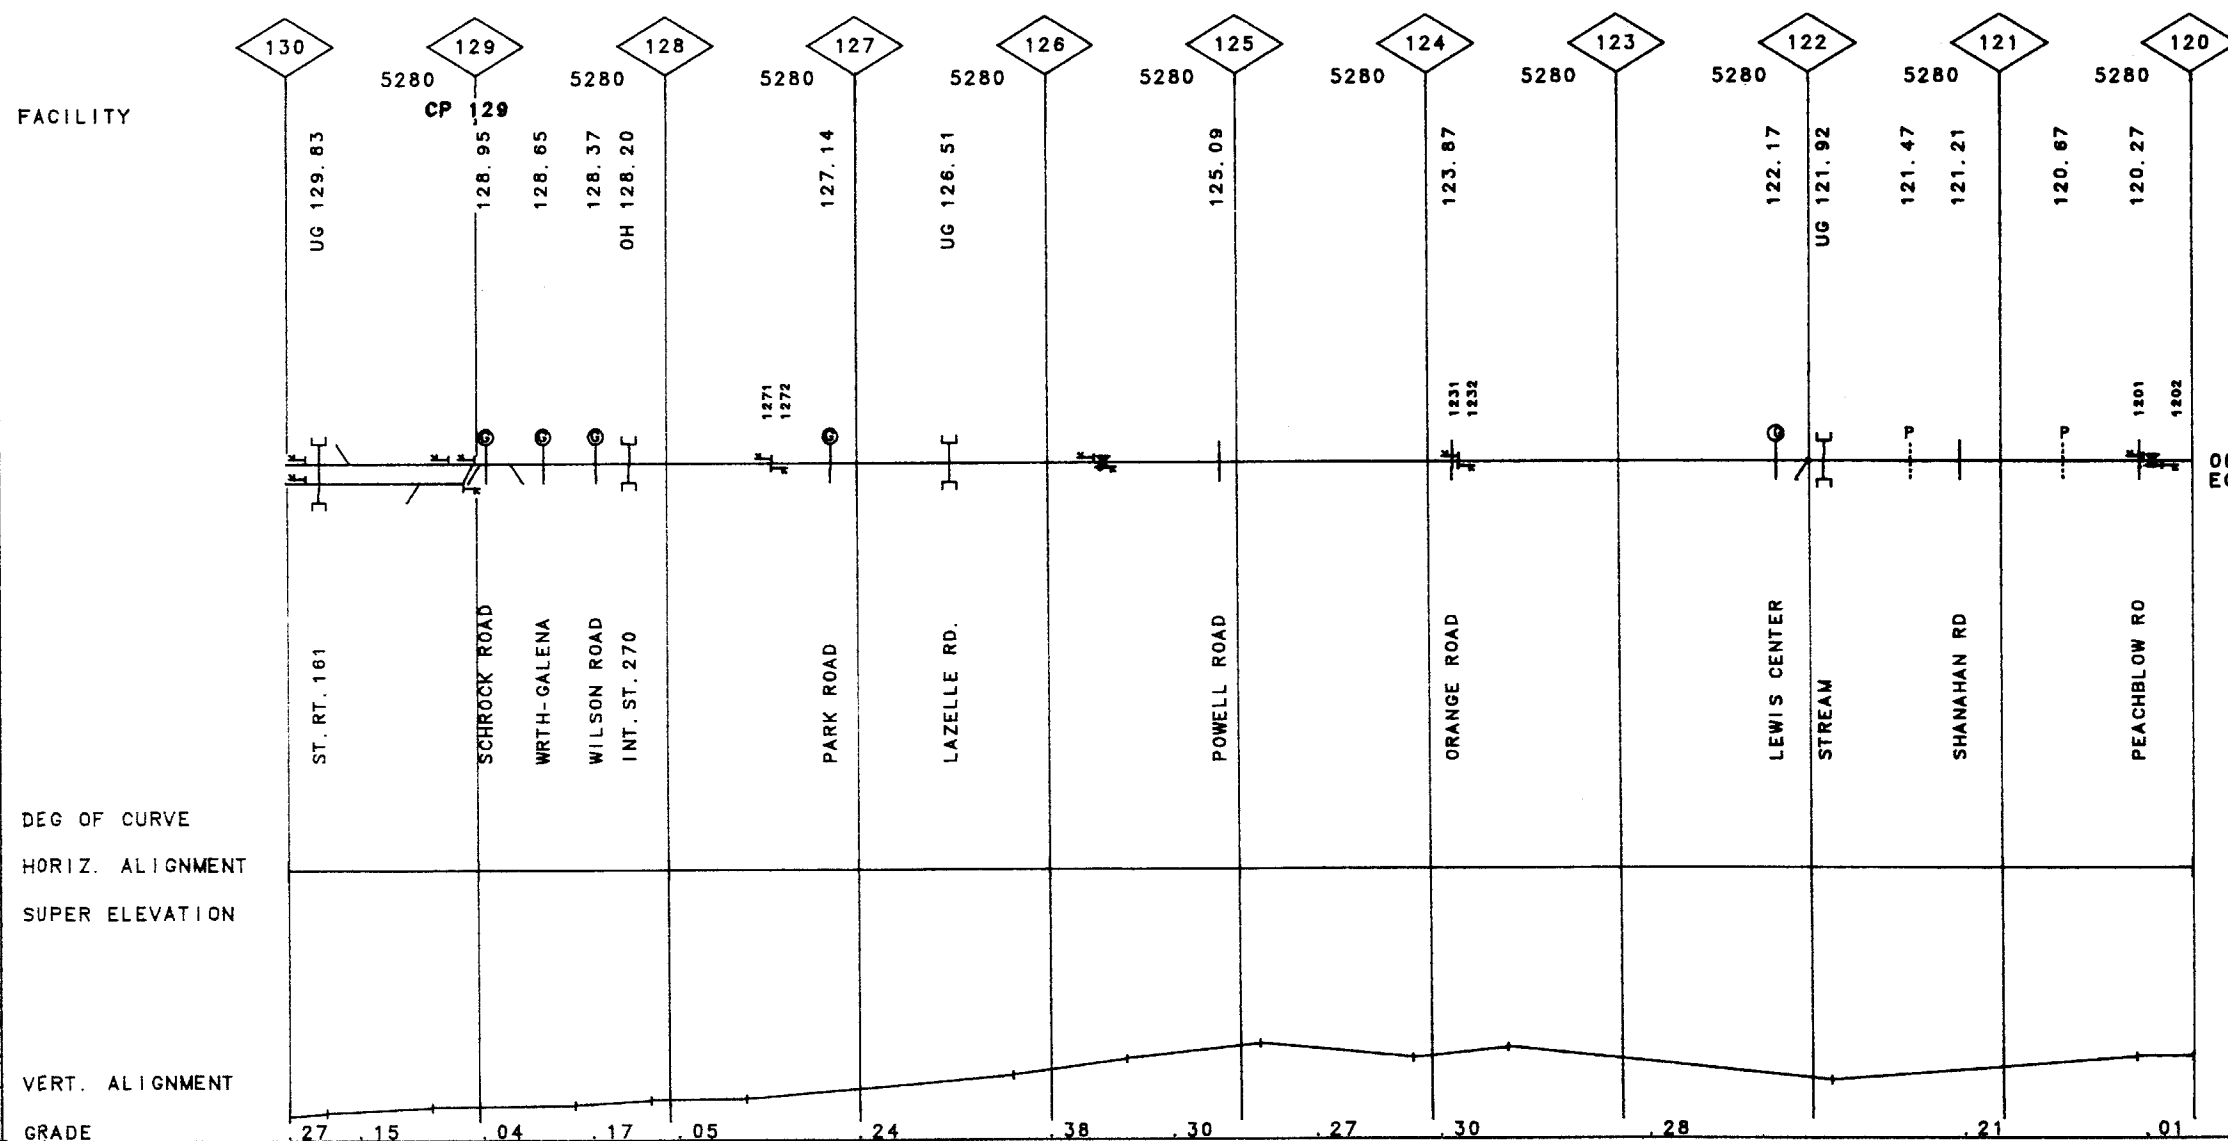 130 129 128 127 126 125 124 123 122 121 120
5280 5280 5280 5280 5280 5280 5280 5280 5280 5280
FACILITY
CP 129
UG 129.83
128.95
128.65
128.37
OH 128.20
127.14
UG 126.51
125.09
123.87
122.17
UG 121.92
121.47
121.21
120.67
120.27
1271
1272
1231
1232
1201
1202
G G G G G P P
ST. RT. 161
SCHROCK ROAD
WRTH-GALENA
WILSON ROAD
INT. ST. 270
PARK ROAD
LAZELLE RD.
POWELL ROAD
ORANGE ROAD
LEWIS CENTER
STREAM
SHANAHAN RD
PEACHBLOW RD
DEG OF CURVE
HORIZ. ALIGNMENT
SUPER ELEVATION
VERT. ALIGNMENT
GRADE .27 .15 .04 .17 .05 .24 .38 .30 .27 .30 .28 .21 .01